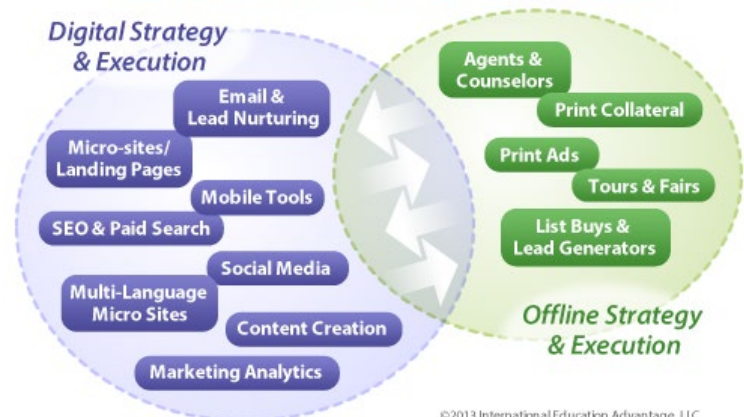 Digital Strategy
& Execution
Email &
Lead Nurturing
Micro-sites/
Landing Pages
Mobile Tools
SEO & Paid Search
Social Media
Multi-Language
Micro Sites
Content Creation
Marketing Analytics
Agents &
Counselors
Print Collateral
Print Ads
Tours & Fairs
List Buys &
Lead Generators
Offline Strategy
& Execution
©2013 International Education Advantage, LLC